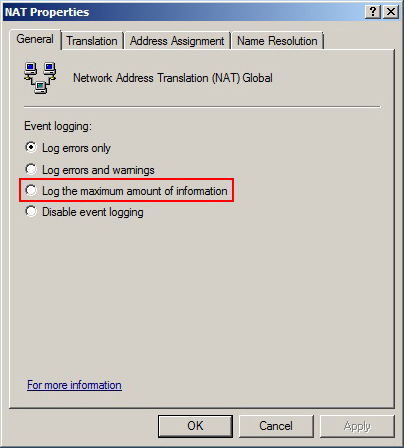 NAT Properties
General
Translation
Address Assignment
Name Resolution
Network Address Translation (NAT) Global
Event logging:
Log errors only
Log errors and warnings
Log the maximum amount of information
Disable event logging
For more information
OK
Cancel
Apply